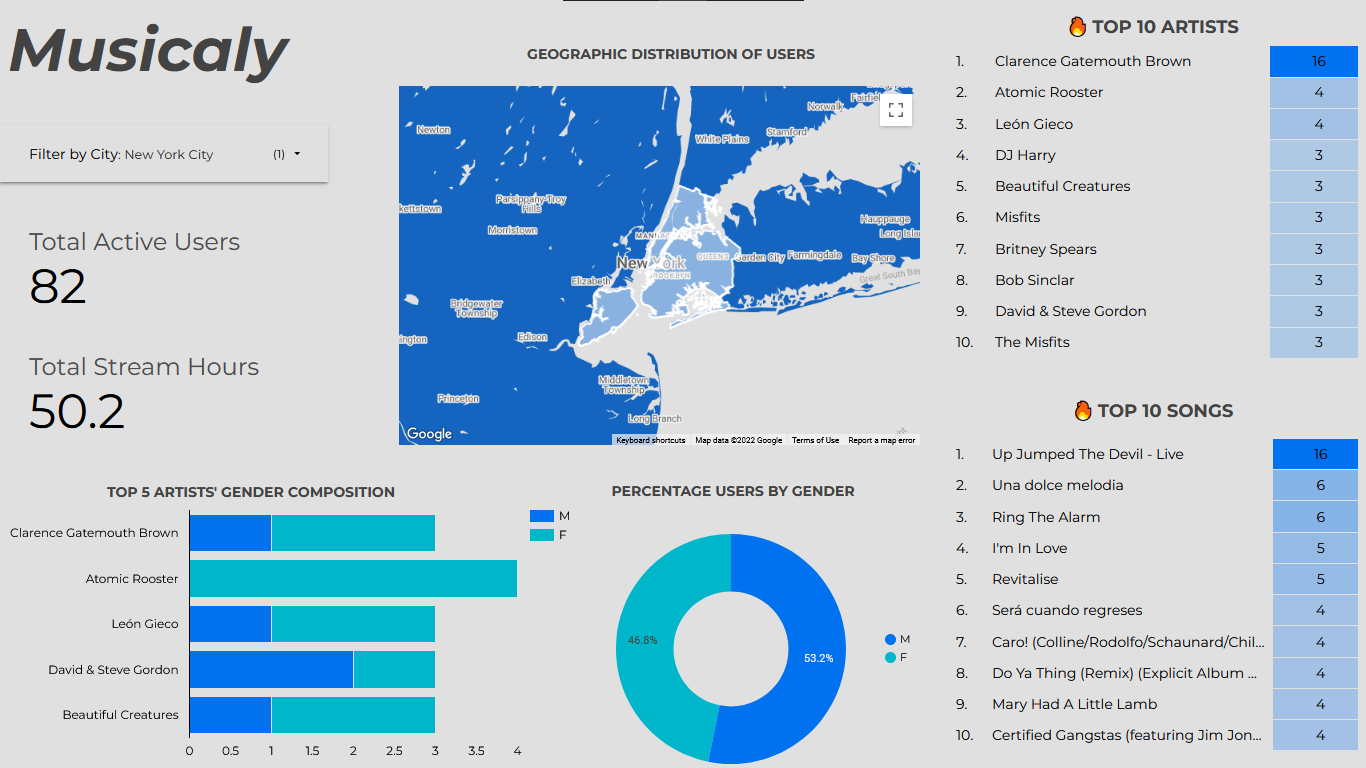 Musicaly
Filter by City: New York City (1)
Total Active Users
82
Total Stream Hours
50.2
GEOGRAPHIC DISTRIBUTION OF USERS
Norwalk
Fairfiel
Newton
White Plains
Stamford
Parsippany-Troy
Hills
kettstown
Morristown
Hauppauge
Long Islan
MANHAT
QUEENS
New York
BROOKLYN
Garden City
Farmingdale
Bay Shore
Great South Bay
Elizabeth
Bridgewater
Township
Edison
ington
Middletown
Township
Princeton
Long Branch
Google
Keyboard shortcuts
Map data ©2022 Google
Terms of Use
Report a map error
TOP 10 ARTISTS
1. Clarence Gatemouth Brown 16
2. Atomic Rooster 4
3. León Gieco 4
4. DJ Harry 3
5. Beautiful Creatures 3
6. Misfits 3
7. Britney Spears 3
8. Bob Sinclar 3
9. David & Steve Gordon 3
10. The Misfits 3
TOP 10 SONGS
1. Up Jumped The Devil - Live 16
2. Una dolce melodia 6
3. Ring The Alarm 6
4. I'm In Love 5
5. Revitalise 5
6. Será cuando regreses 4
7. Caro! (Colline/Rodolfo/Schaunard/Chil... 4
8. Do Ya Thing (Remix) (Explicit Album ... 4
9. Mary Had A Little Lamb 4
10. Certified Gangstas (featuring Jim Jon... 4
TOP 5 ARTISTS' GENDER COMPOSITION
M
F
Clarence Gatemouth Brown
Atomic Rooster
León Gieco
David & Steve Gordon
Beautiful Creatures
0 0.5 1 1.5 2 2.5 3 3.5 4
PERCENTAGE USERS BY GENDER
46.8%
53.2%
M
F